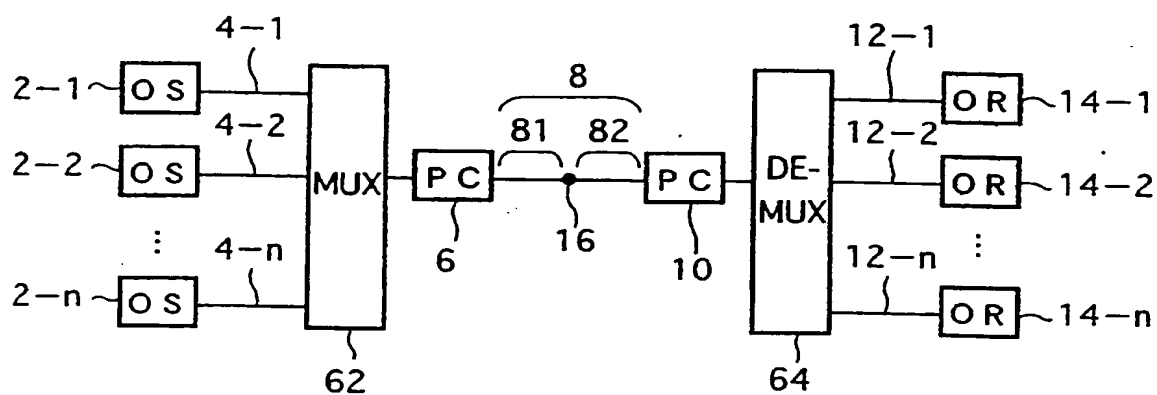 4-1
2-1
OS
4-2
2-2
OS
⋮
4-n
2-n
OS
MUX
62
PC
6
8
81
82
16
PC
10
DE-
MUX
64
12-1
OR
14-1
12-2
OR
14-2
⋮
12-n
OR
14-n